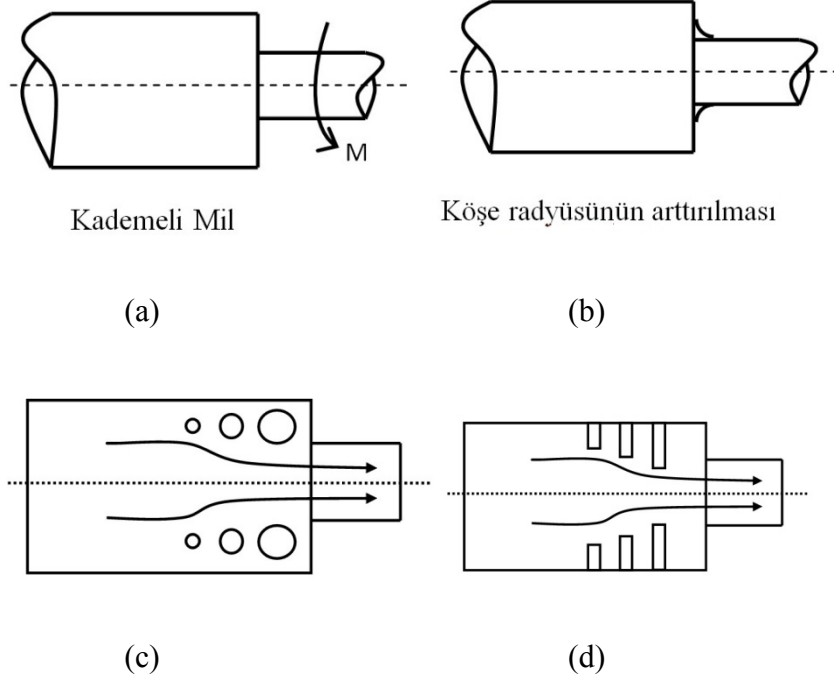 M
Kademeli Mil
Köşe radyüsünün arttırılması
(a)
(b)
(c)
(d)